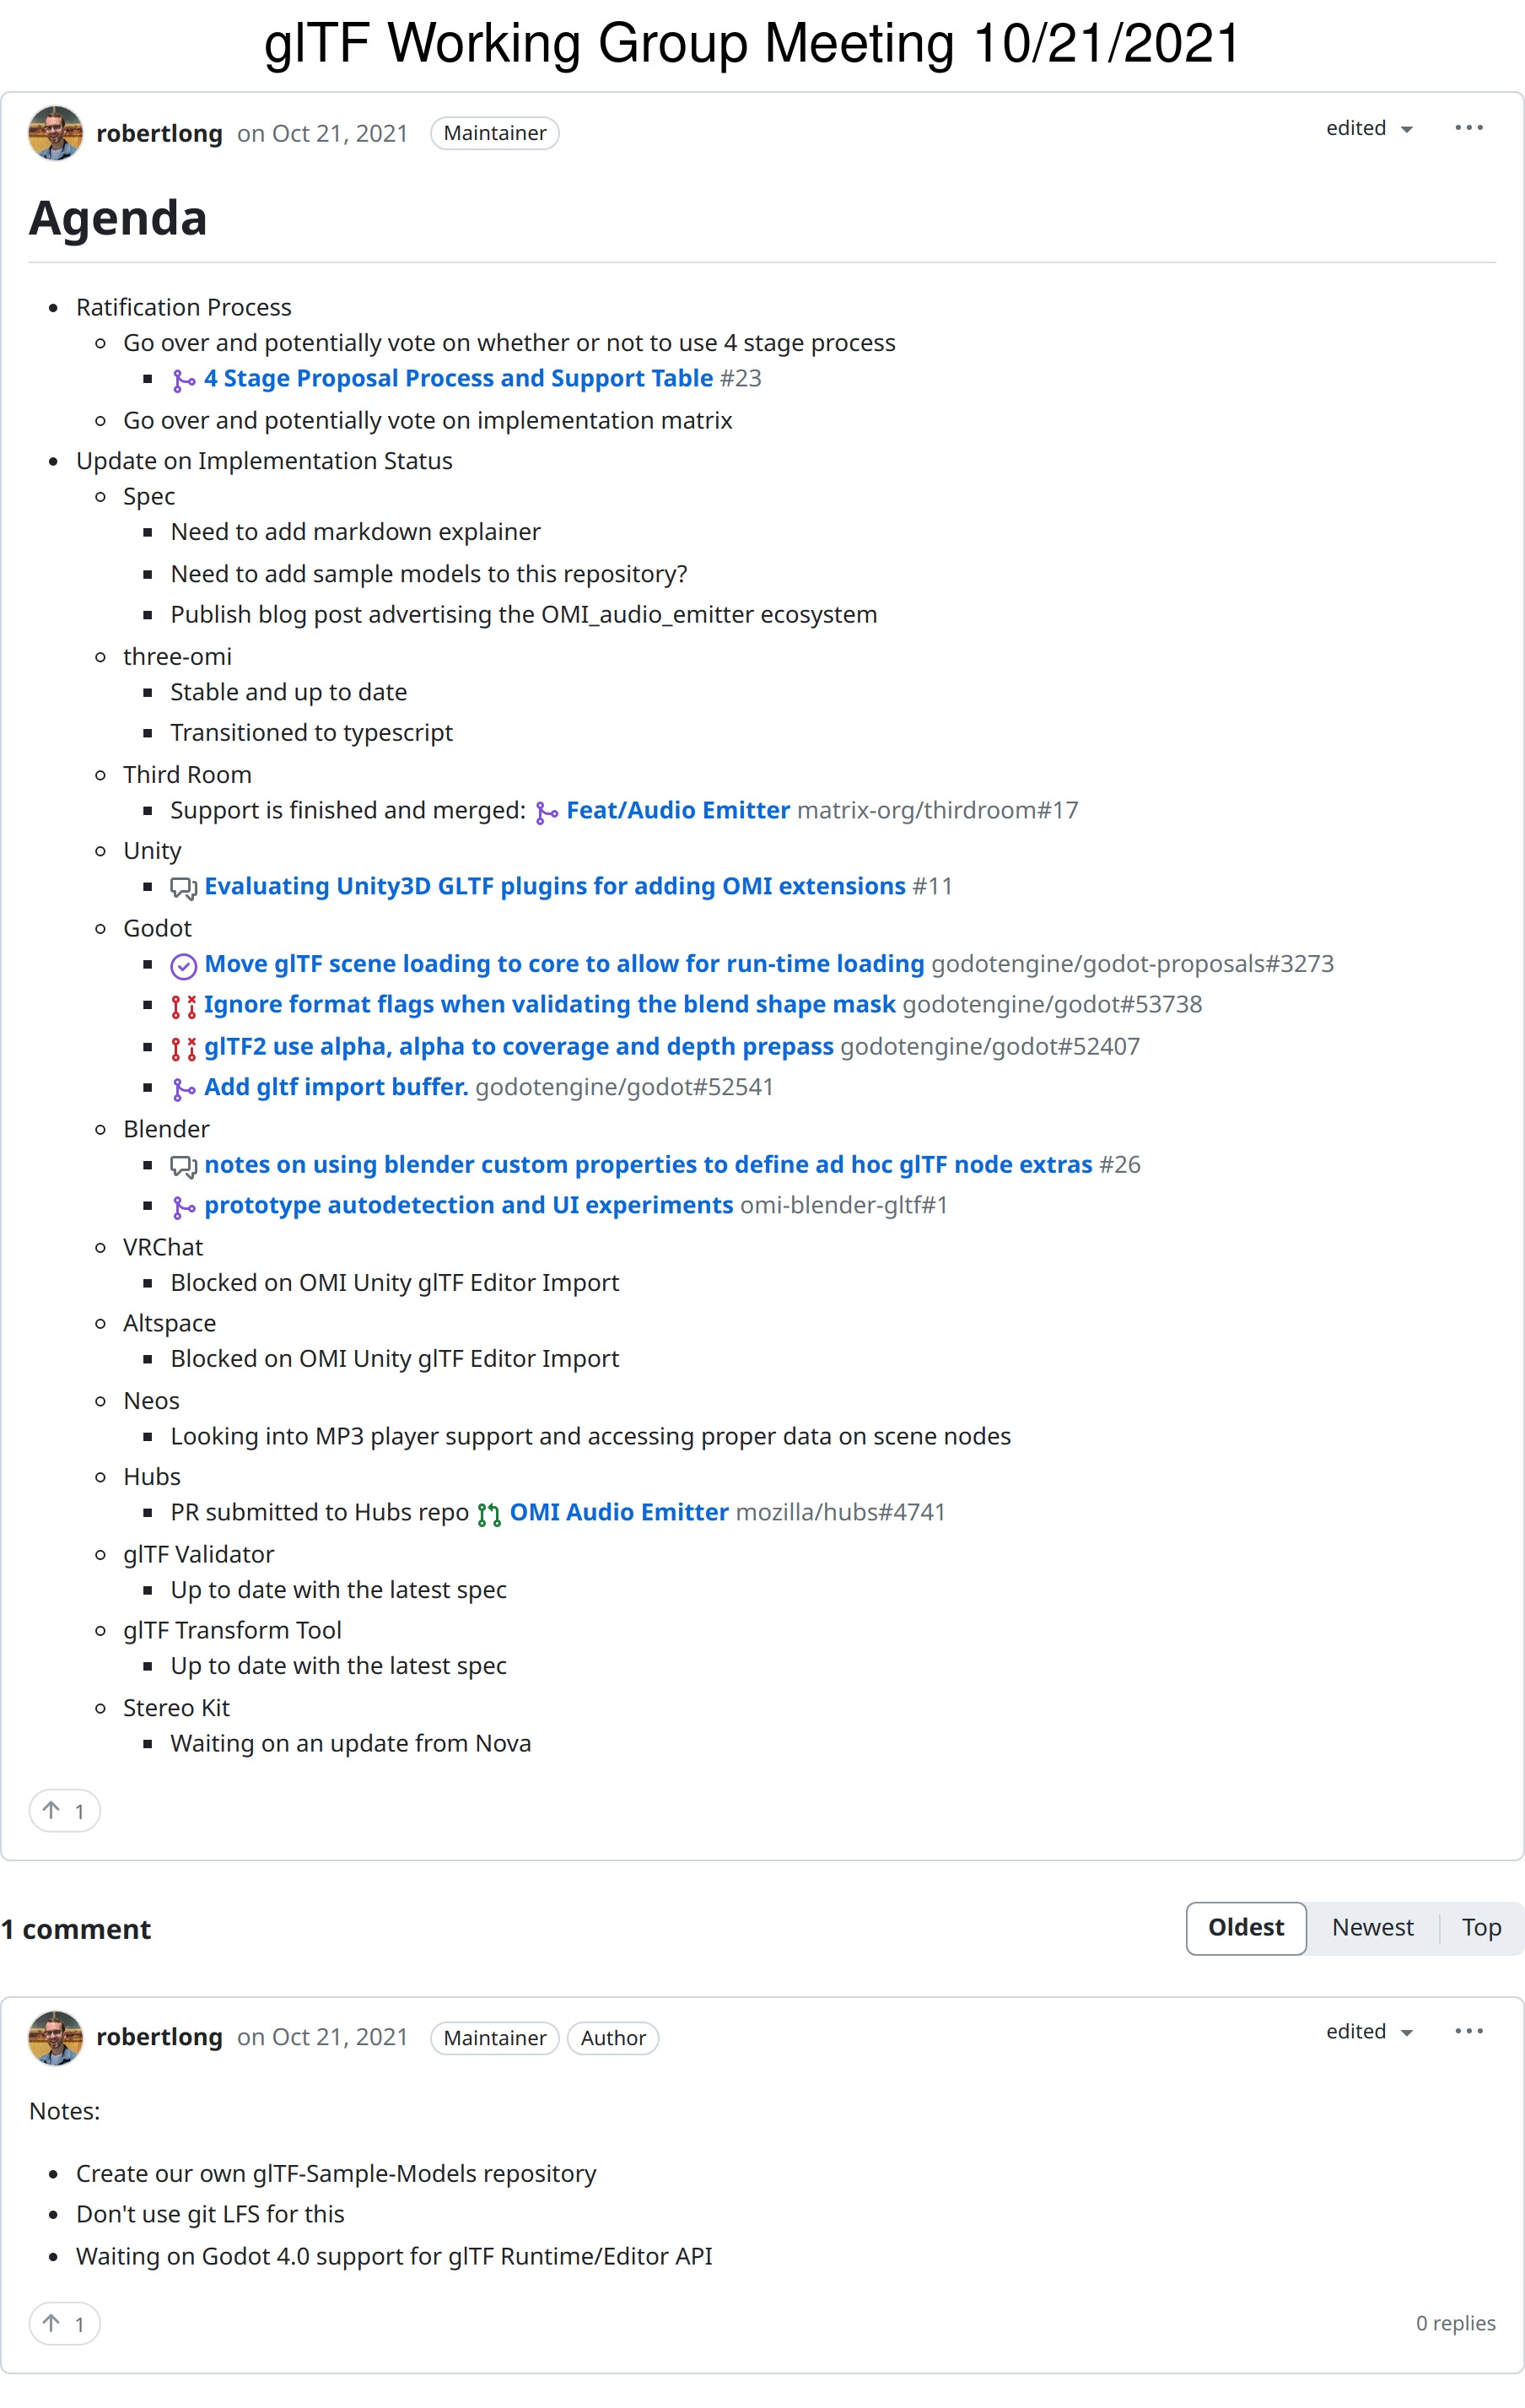 glTF Working Group Meeting 10/21/2021
robertlong on Oct 21, 2021 Maintainer edited
Agenda
Ratification Process
Go over and potentially vote on whether or not to use 4 stage process
4 Stage Proposal Process and Support Table #23
Go over and potentially vote on implementation matrix
Update on Implementation Status
Spec
Need to add markdown explainer
Need to add sample models to this repository?
Publish blog post advertising the OMI_audio_emitter ecosystem
three-omi
Stable and up to date
Transitioned to typescript
Third Room
Support is finished and merged: Feat/Audio Emitter matrix-org/thirdroom#17
Unity
Evaluating Unity3D GLTF plugins for adding OMI extensions #11
Godot
Move glTF scene loading to core to allow for run-time loading godotengine/godot-proposals#3273
Ignore format flags when validating the blend shape mask godotengine/godot#53738
glTF2 use alpha, alpha to coverage and depth prepass godotengine/godot#52407
Add gltf import buffer. godotengine/godot#52541
Blender
notes on using blender custom properties to define ad hoc glTF node extras #26
prototype autodetection and UI experiments omi-blender-gltf#1
VRChat
Blocked on OMI Unity glTF Editor Import
Altspace
Blocked on OMI Unity glTF Editor Import
Neos
Looking into MP3 player support and accessing proper data on scene nodes
Hubs
PR submitted to Hubs repo OMI Audio Emitter mozilla/hubs#4741
glTF Validator
Up to date with the latest spec
glTF Transform Tool
Up to date with the latest spec
Stereo Kit
Waiting on an update from Nova
1
1 comment Oldest Newest Top
robertlong on Oct 21, 2021 Maintainer Author edited
Notes:
Create our own glTF-Sample-Models repository
Don't use git LFS for this
Waiting on Godot 4.0 support for glTF Runtime/Editor API
1 0 replies